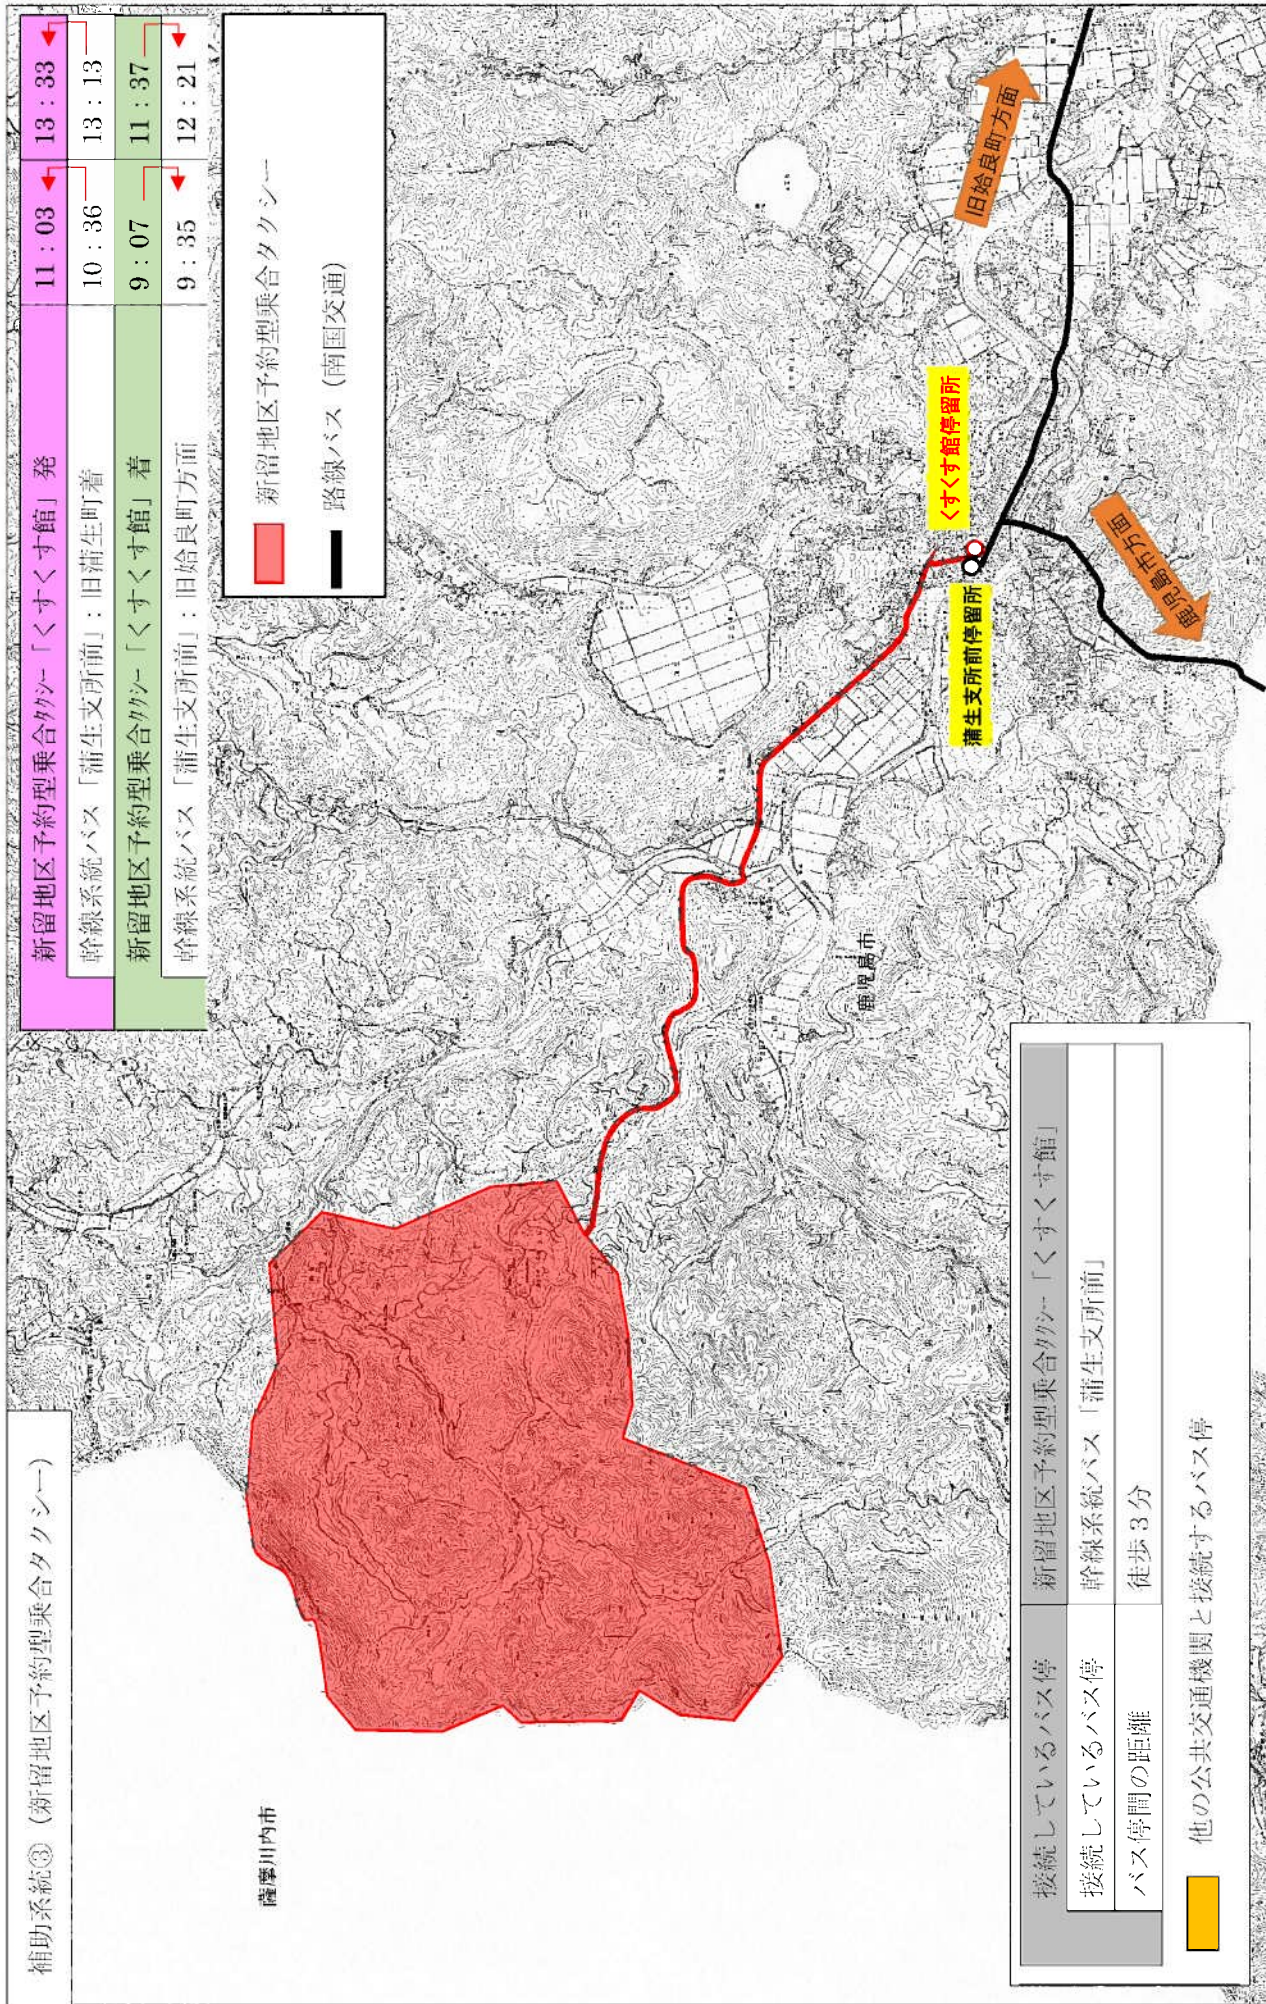 補助系統③（新留地区予約型乗合タクシー）
新留地区予約型乗合タクシー「くすくす館」発 11：03 13：33
幹線系統バス「蒲生支所前」：旧蒲生町着 10：36 13：13
新留地区予約型乗合タクシー「くすくす館」着 9：07 11：37
幹線系統バス「蒲生支所前」：旧姶良町方面 9：35 12：21
新留地区予約型乗合タクシー
路線バス（南国交通）
薩摩川内市
鹿児島市
くすくす館停留所
蒲生支所前停留所
旧姶良町方面
鹿児島市方面
接続しているバス停 新留地区予約型乗合タクシー「くすくす館」
接続しているバス停 幹線系統バス「蒲生支所前」
バス停間の距離 徒歩3分
他の公共交通機関と接続するバス停